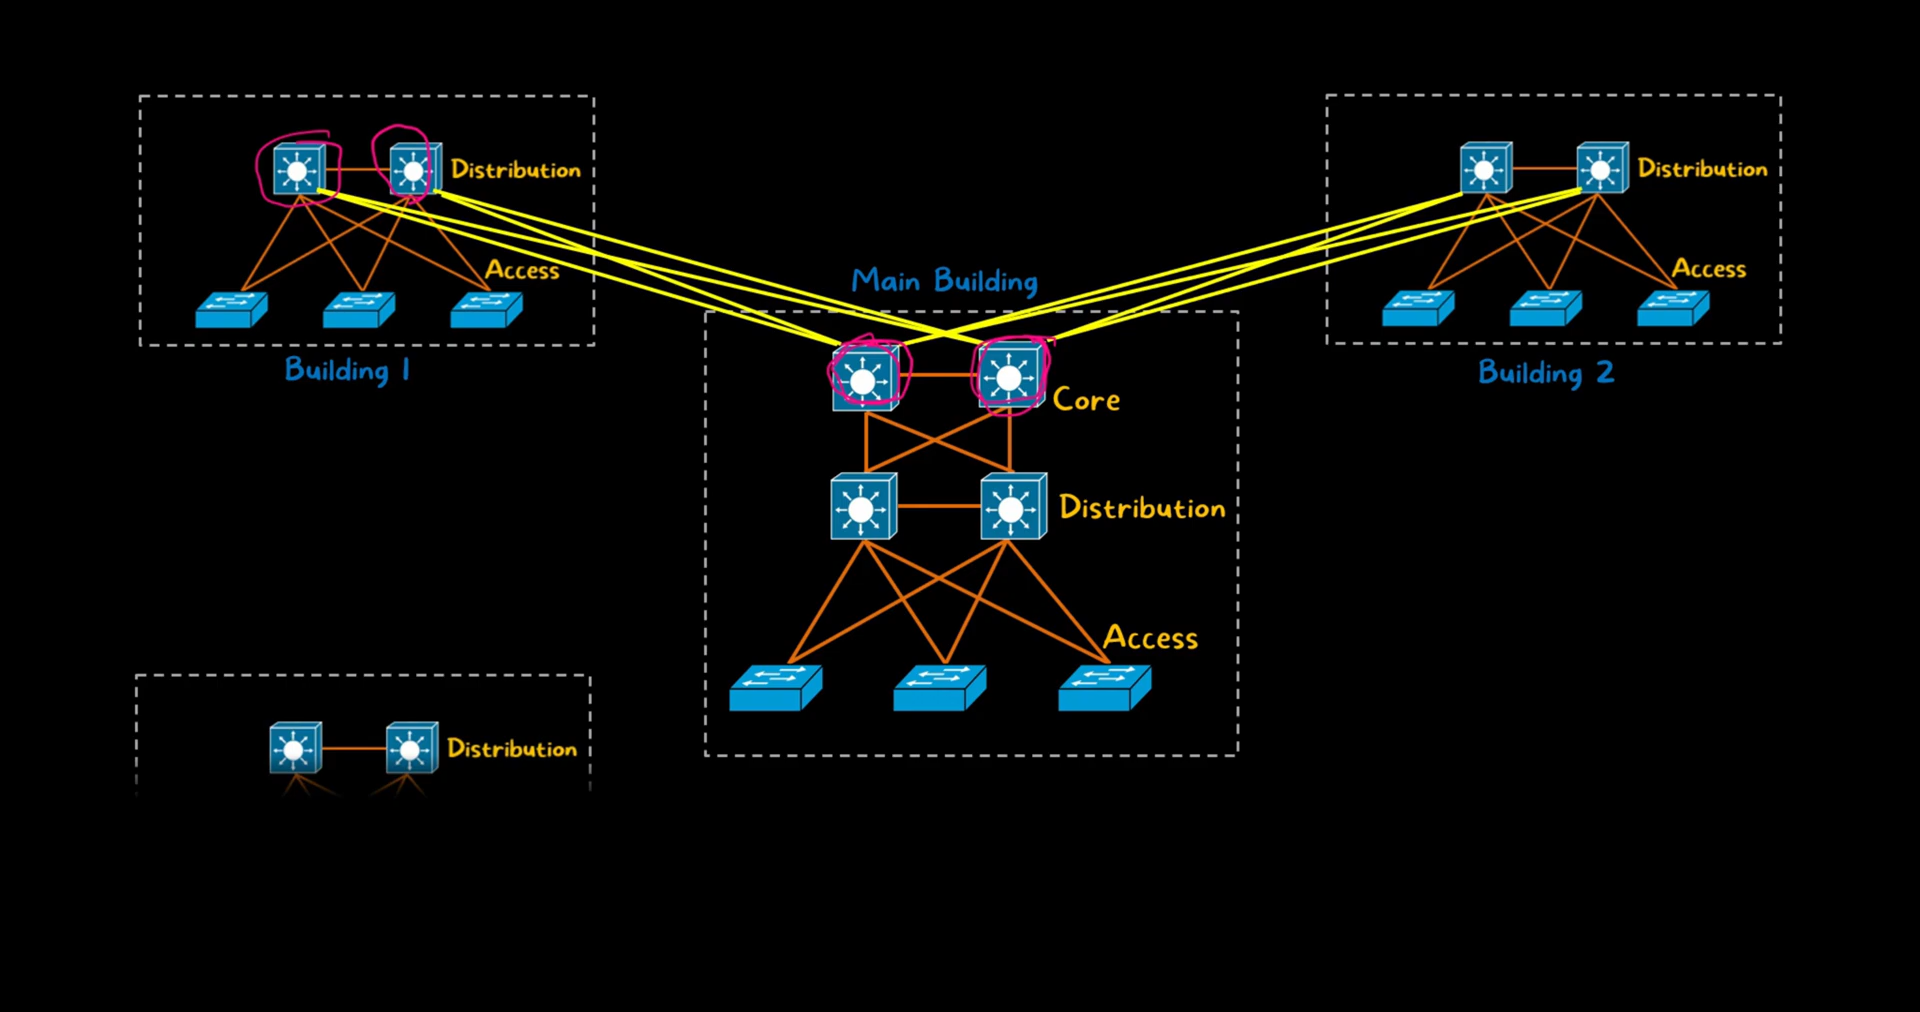 Distribution
Access
Building 1
Main Building
Core
Distribution
Access
Distribution
Access
Building 2
Distribution